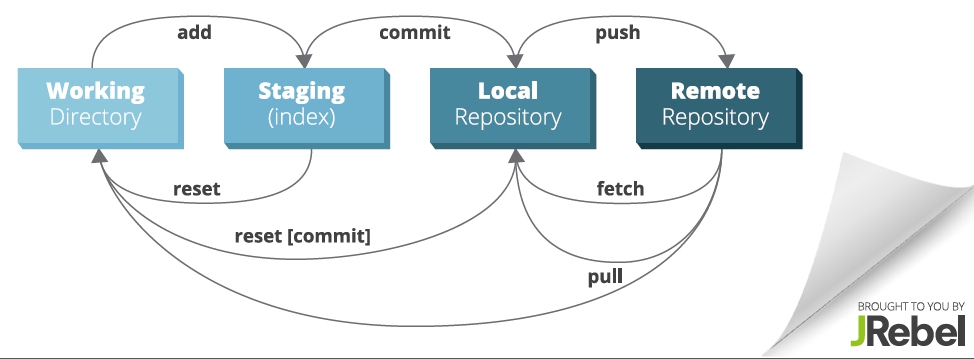 add
commit
push
Working
Directory
Staging
(index)
Local
Repository
Remote
Repository
reset
fetch
reset [commit]
pull
BROUGHT TO YOU BY
JRebel